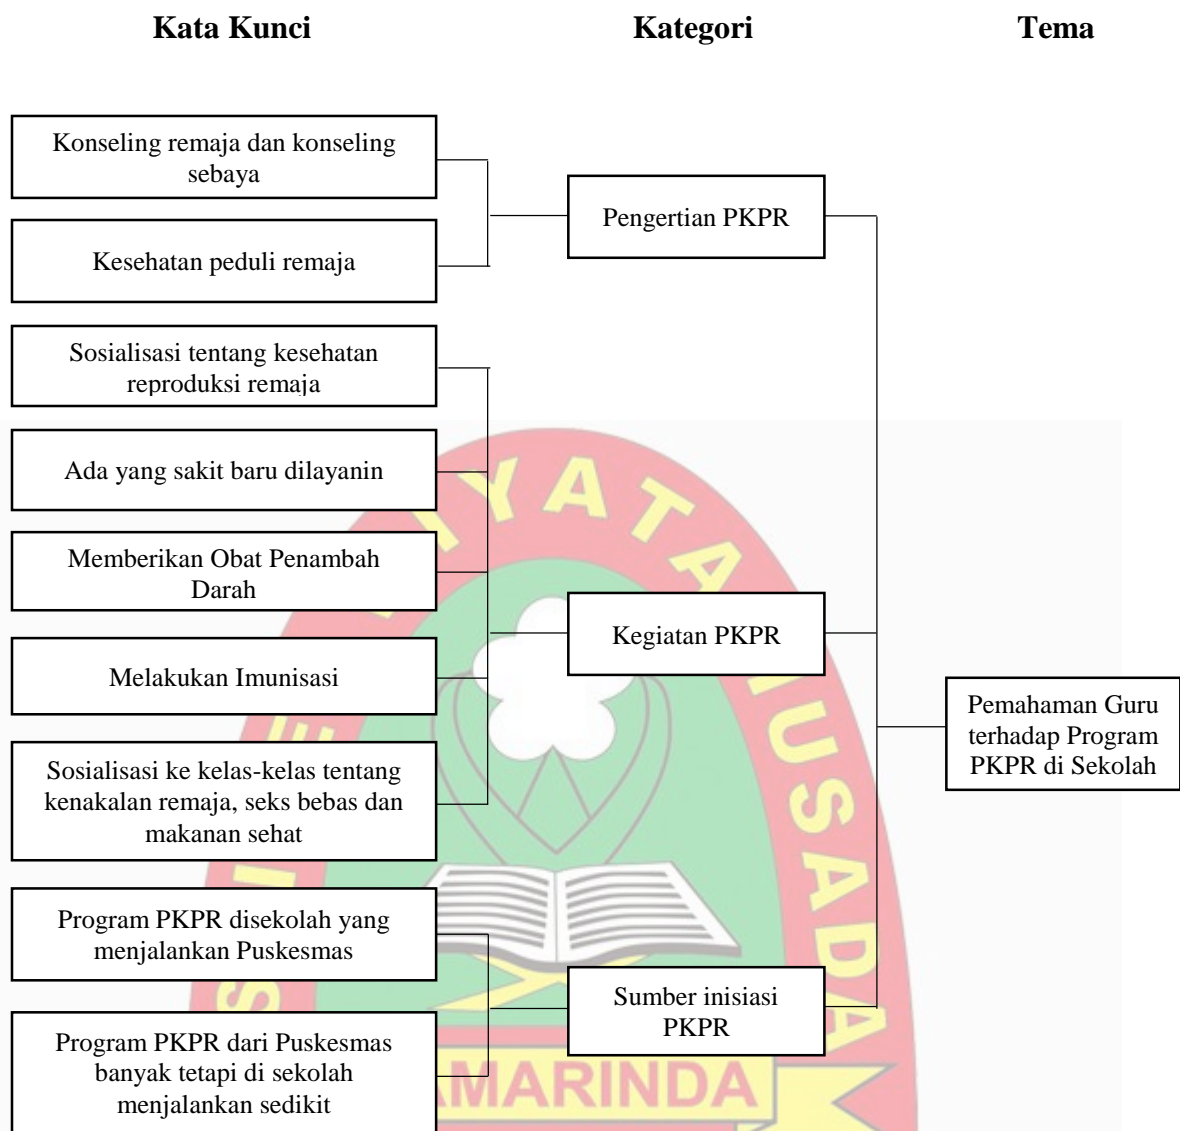 Kata Kunci Kategori Tema
Konseling remaja dan konseling
sebaya
Kesehatan peduli remaja
Sosialisasi tentang kesehatan
reproduksi remaja
Ada yang sakit baru dilayanin
Memberikan Obat Penambah
Darah
Melakukan Imunisasi
Sosialisasi ke kelas-kelas tentang
kenakalan remaja, seks bebas dan
makanan sehat
Program PKPR disekolah yang
menjalankan Puskesmas
Program PKPR dari Puskesmas
banyak tetapi di sekolah
menjalankan sedikit
Pengertian PKPR
Kegiatan PKPR
Sumber inisiasi
PKPR
Pemahaman Guru
terhadap Program
PKPR di Sekolah
IYATA HUSADA
AMARINDA